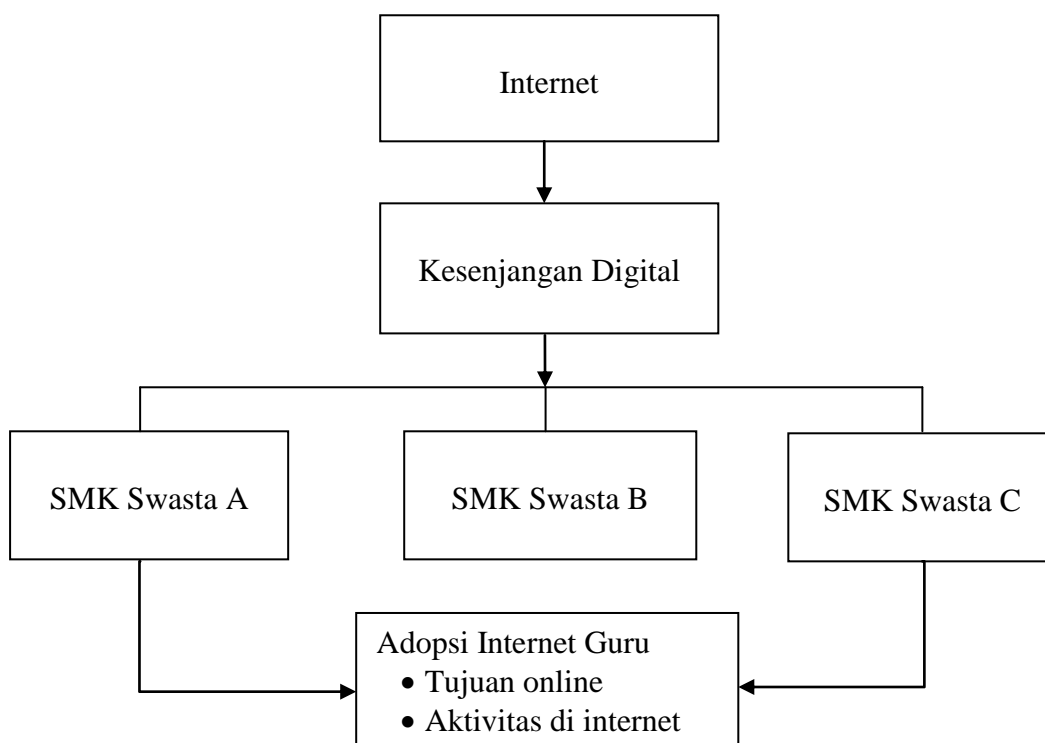 Internet
Kesenjangan Digital
SMK Swasta A
SMK Swasta B
SMK Swasta C
Adopsi Internet Guru
• Tujuan online
• Aktivitas di internet